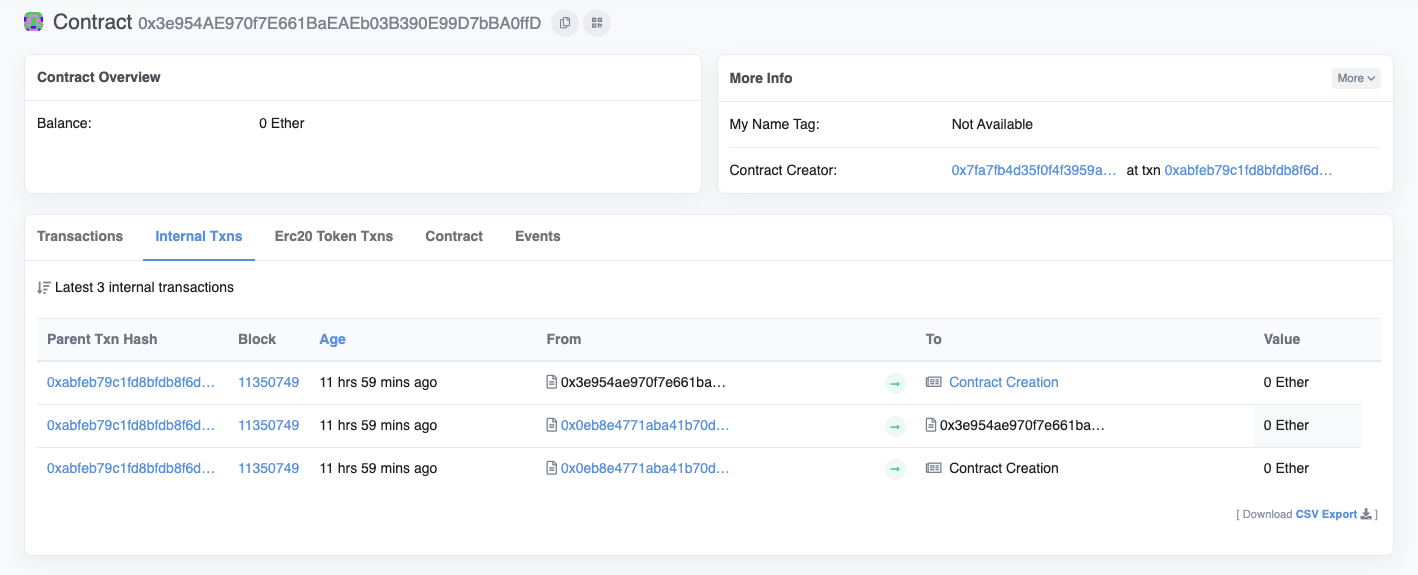 Contract 0x3e954AE970f7E661BaEAEb03B390E99D7bBA0ffD
Contract Overview
Balance: 0 Ether
More Info More
My Name Tag: Not Available
Contract Creator: 0x7fa7fb4d35f0f4f3959a… at txn 0xabfeb79c1fd8bfdb8f6d…
Transactions Internal Txns Erc20 Token Txns Contract Events
Latest 3 internal transactions
Parent Txn Hash Block Age From To Value
0xabfeb79c1fd8bfdb8f6d… 11350749 11 hrs 59 mins ago 0x3e954ae970f7e661ba… Contract Creation 0 Ether
0xabfeb79c1fd8bfdb8f6d… 11350749 11 hrs 59 mins ago 0x0eb8e4771aba41b70d… 0x3e954ae970f7e661ba… 0 Ether
0xabfeb79c1fd8bfdb8f6d… 11350749 11 hrs 59 mins ago 0x0eb8e4771aba41b70d… Contract Creation 0 Ether
[ Download CSV Export ]